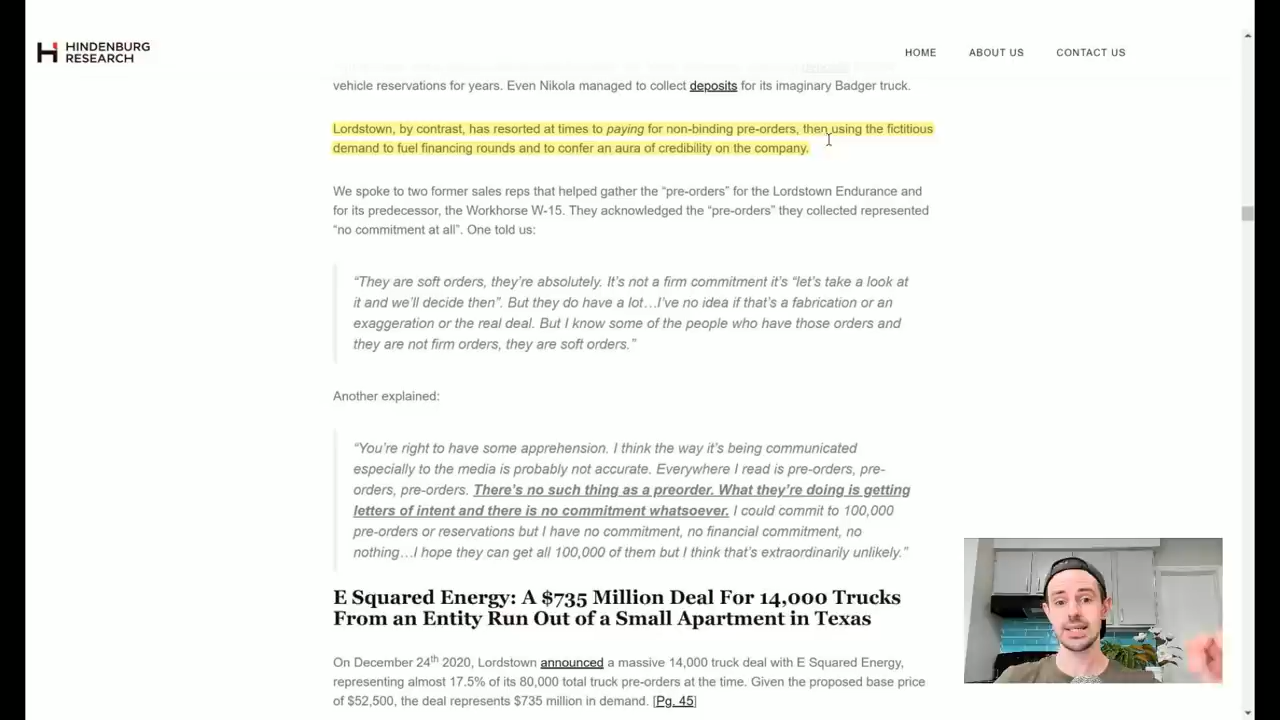 HINDENBURG
RESEARCH
HOME ABOUT US CONTACT US
vehicle reservations for years. Even Nikola managed to collect deposits for its imaginary Badger truck.
Lordstown, by contrast, has resorted at times to paying for non-binding pre-orders, then using the fictitious
demand to fuel financing rounds and to confer an aura of credibility on the company.
We spoke to two former sales reps that helped gather the “pre-orders” for the Lordstown Endurance and
for its predecessor, the Workhorse W-15. They acknowledged the “pre-orders” they collected represented
“no commitment at all”. One told us:
“They are soft orders, they’re absolutely. It’s not a firm commitment it’s “let’s take a look at
it and we’ll decide then”. But they do have a lot…I’ve no idea if that’s a fabrication or an
exaggeration or the real deal. But I know some of the people who have those orders and
they are not firm orders, they are soft orders.”
Another explained:
“You’re right to have some apprehension. I think the way it’s being communicated
especially to the media is probably not accurate. Everywhere I read is pre-orders, pre-
orders, pre-orders. There’s no such thing as a preorder. What they’re doing is getting
letters of intent and there is no commitment whatsoever. I could commit to 100,000
pre-orders or reservations but I have no commitment, no financial commitment, no
nothing…I hope they can get all 100,000 of them but I think that’s extraordinarily unlikely.”
E Squared Energy: A $735 Million Deal For 14,000 Trucks
From an Entity Run Out of a Small Apartment in Texas
On December 24th 2020, Lordstown announced a massive 14,000 truck deal with E Squared Energy,
representing almost 17.5% of its 80,000 total truck pre-orders at the time. Given the proposed base price
of $52,500, the deal represents $735 million in demand. [Pg. 45]